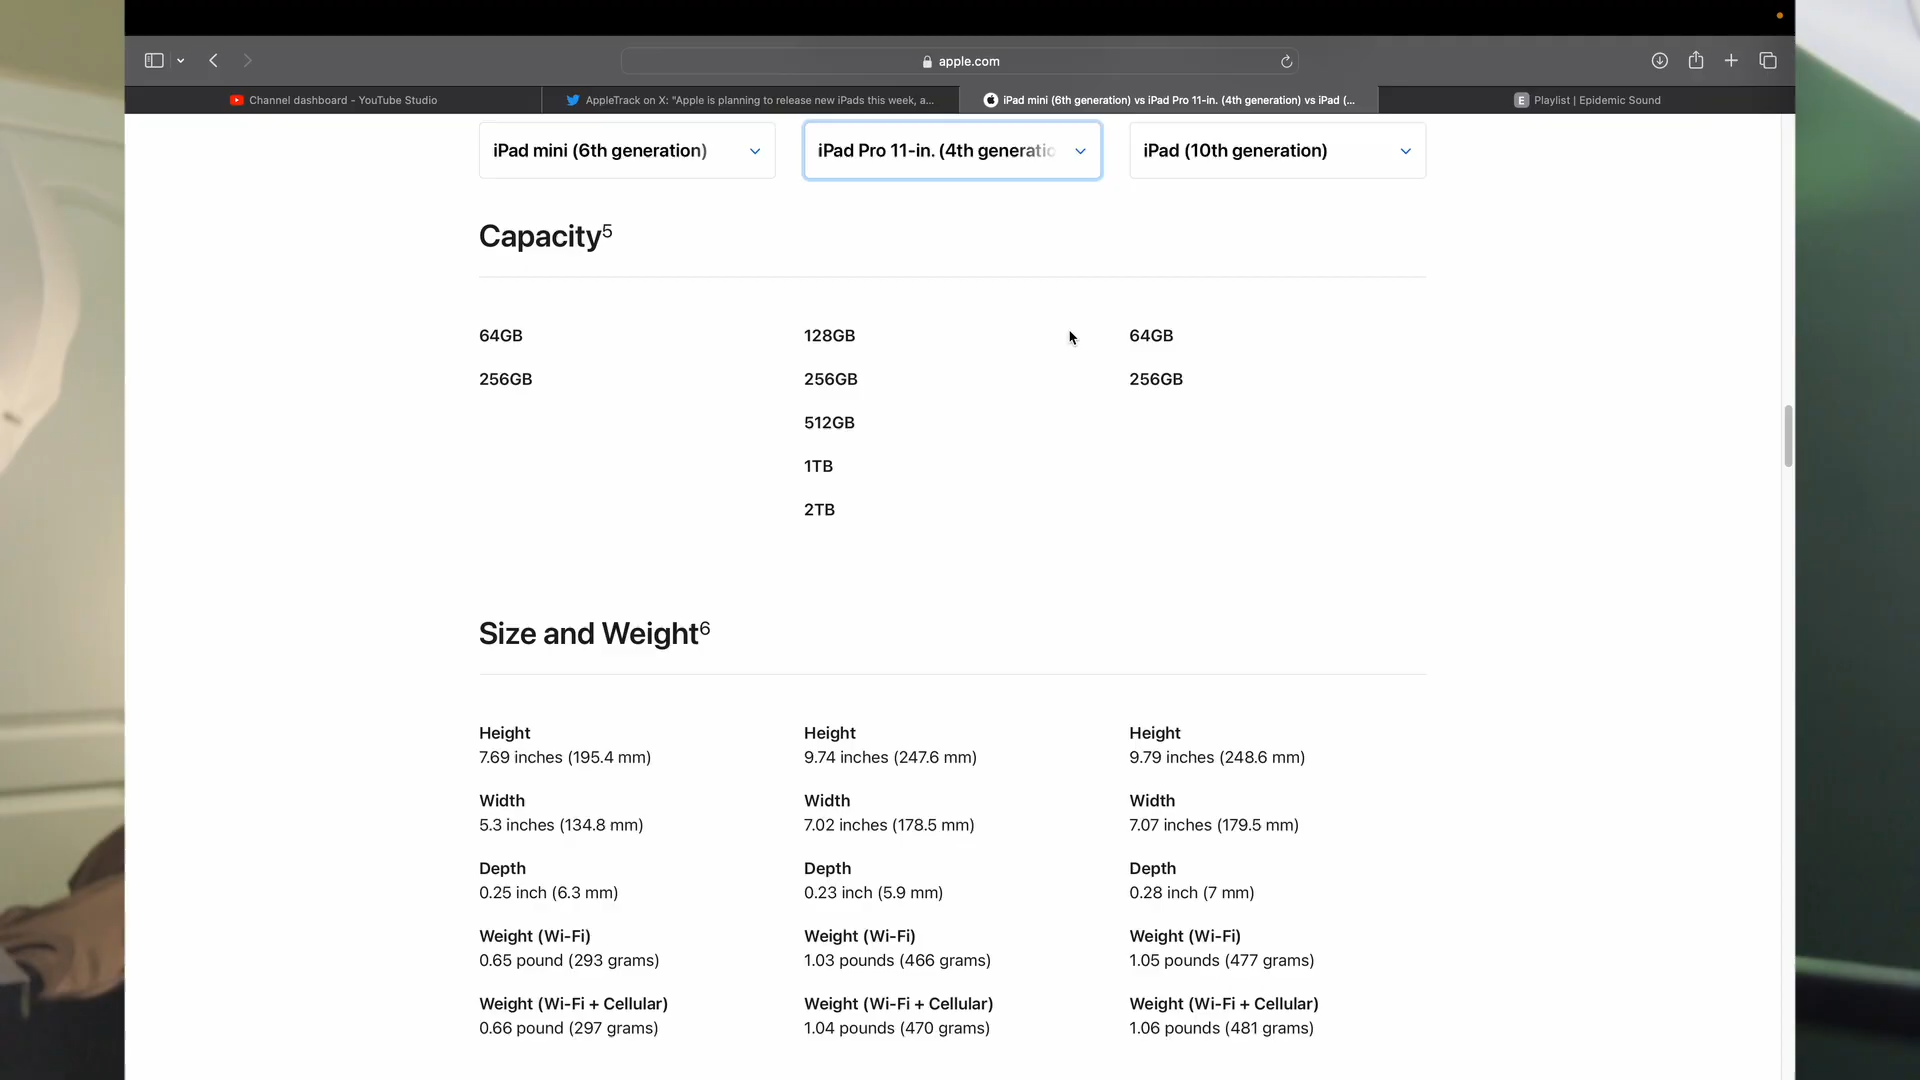 apple.com
Channel dashboard - YouTube Studio
AppleTrack on X: "Apple is planning to release new iPads this week, a...
iPad mini (6th generation) vs iPad Pro 11-in. (4th generation) vs iPad (...
E Playlist | Epidemic Sound
iPad mini (6th generation)
iPad Pro 11-in. (4th generatio
iPad (10th generation)
Capacity5
64GB
128GB
64GB
256GB
256GB
256GB
512GB
1TB
2TB
Size and Weight6
Height
Height
Height
7.69 inches (195.4 mm)
9.74 inches (247.6 mm)
9.79 inches (248.6 mm)
Width
Width
Width
5.3 inches (134.8 mm)
7.02 inches (178.5 mm)
7.07 inches (179.5 mm)
Depth
Depth
Depth
0.25 inch (6.3 mm)
0.23 inch (5.9 mm)
0.28 inch (7 mm)
Weight (Wi-Fi)
Weight (Wi-Fi)
Weight (Wi-Fi)
0.65 pound (293 grams)
1.03 pounds (466 grams)
1.05 pounds (477 grams)
Weight (Wi-Fi + Cellular)
Weight (Wi-Fi + Cellular)
Weight (Wi-Fi + Cellular)
0.66 pound (297 grams)
1.04 pounds (470 grams)
1.06 pounds (481 grams)